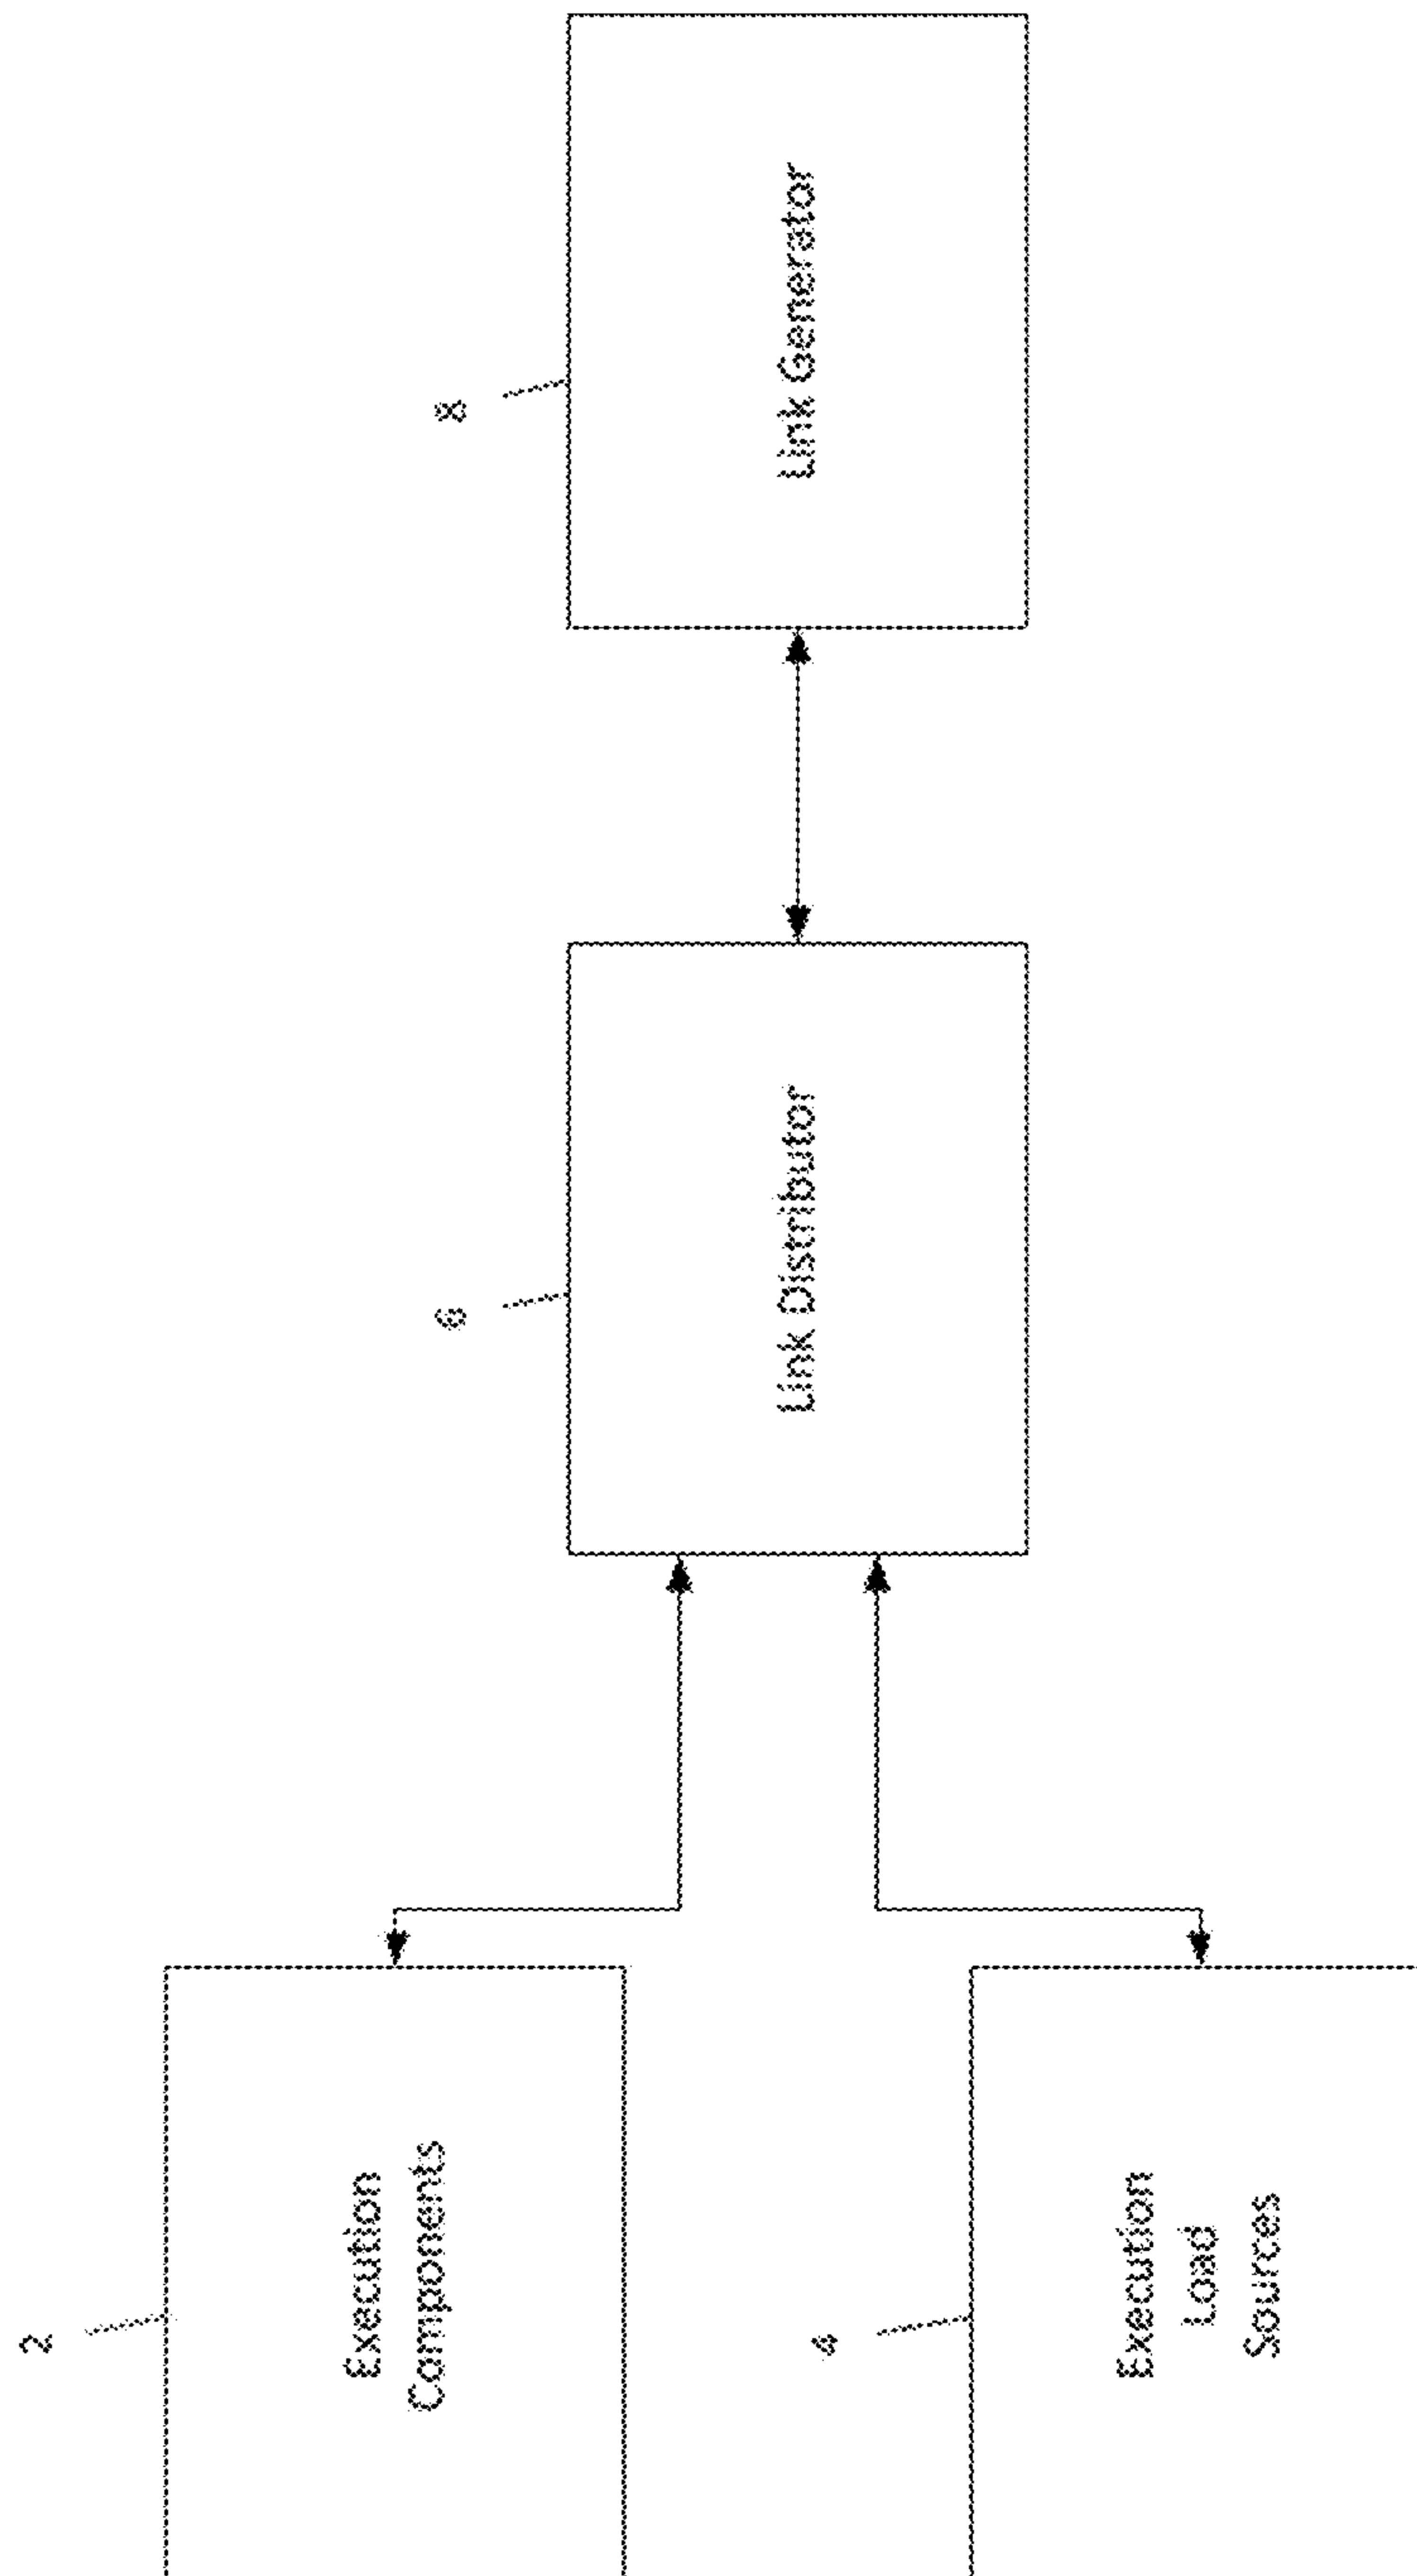 2
Execution
Components
4
Execution
Load
Sources
6
Link Distributor
8
Link Generator